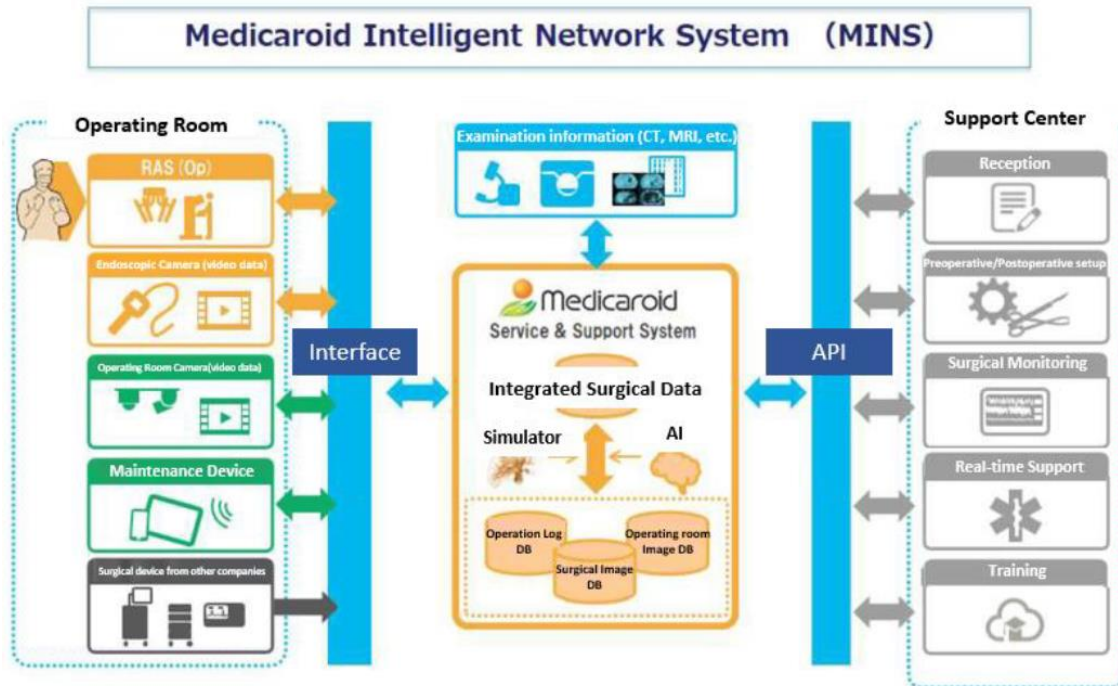 Medicaroid Intelligent Network System （MINS）
Operating Room
RAS (Op)
Endoscopic Camera (video data)
Operating Room Camera(video data)
Maintenance Device
Surgical device from other companies
Interface
Examination information (CT, MRI, etc.)
Medicaroid
Service & Support System
Integrated Surgical Data
Simulator
AI
Operation Log
DB
Surgical Image
DB
Operating room
Image DB
API
Support Center
Reception
Preoperative/Postoperative setup
Surgical Monitoring
Real-time Support
Training